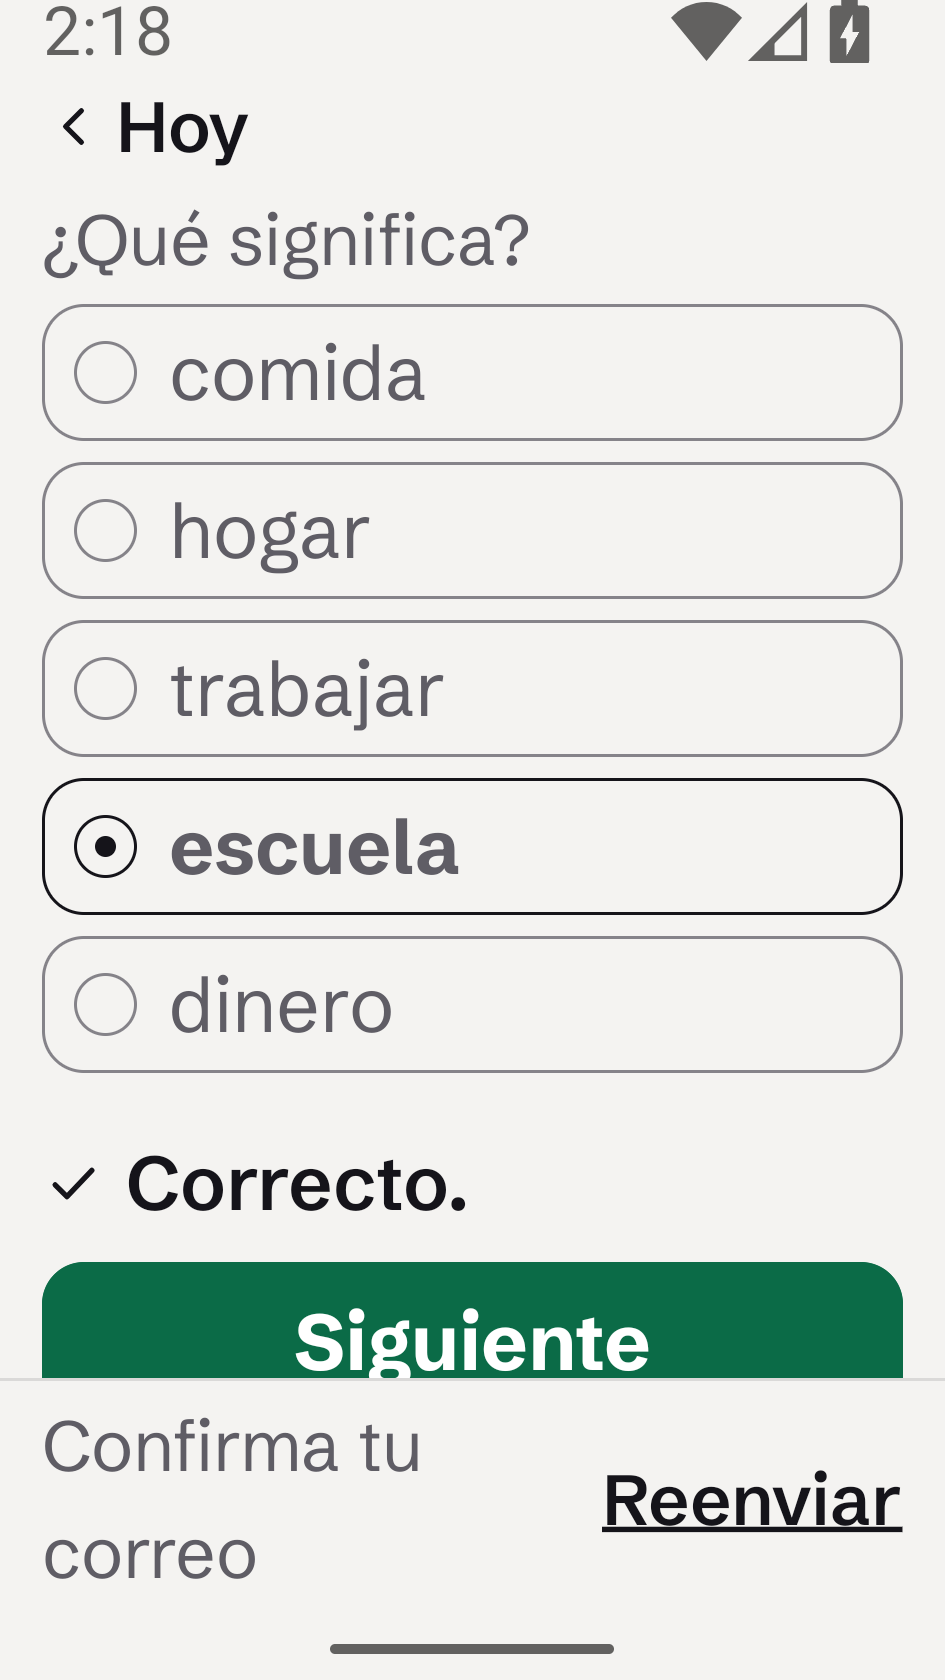 2:18
Hoy
¿Qué significa?
comida
hogar
trabajar
escuela
dinero
Correcto.
Siguiente
Confirma tu
correo
Reenviar